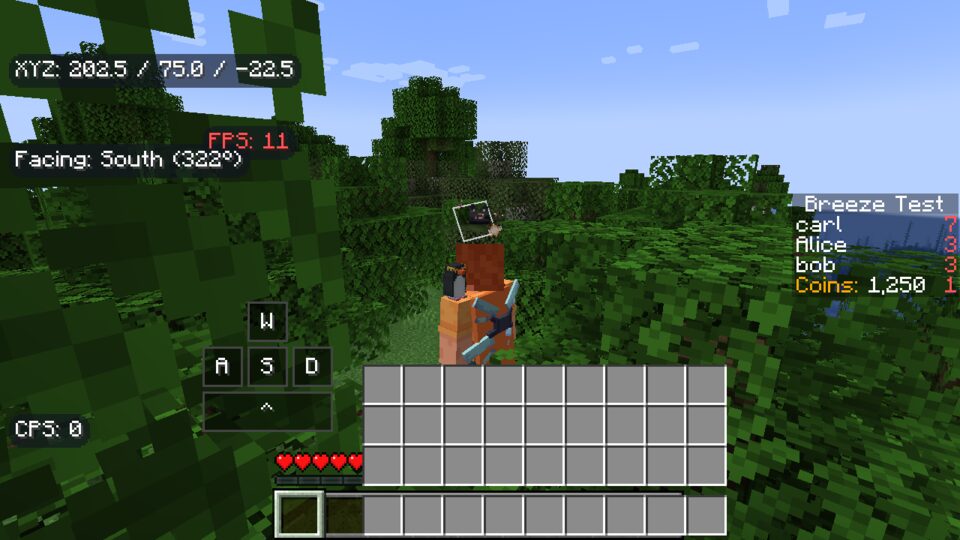 XYZ: 202.5 / 75.0 / -22.5
FPS: 11
Facing: South (322°)
Breeze Test
carl 7
Alice 3
bob 3
Coins: 1,250 1
W
A S D
^
CPS: 0